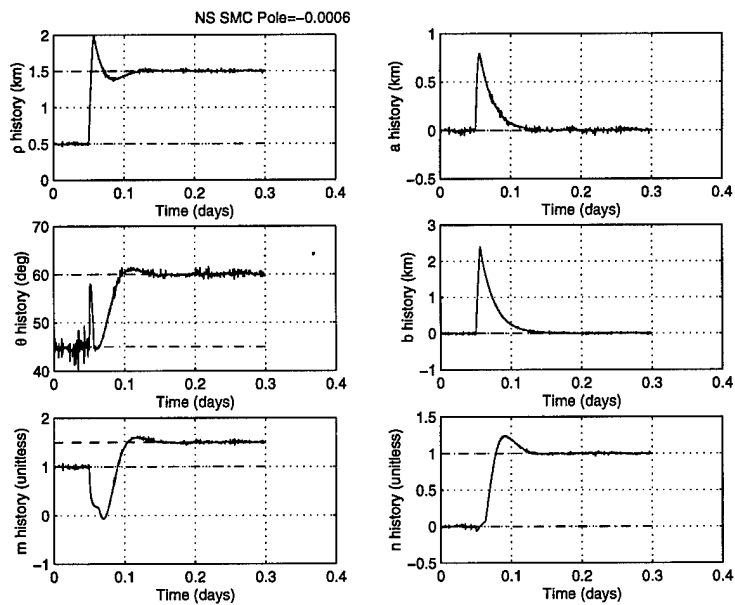 NS SMC Pole=−0.0006
ρ history (km)
2
1.5
1
0.5
0
0 0.1 0.2 0.3 0.4
Time (days)
a history (km)
1
0.5
0
−0.5
0 0.1 0.2 0.3 0.4
Time (days)
θ history (deg)
70
60
50
40
0 0.1 0.2 0.3 0.4
Time (days)
b history (km)
3
2
1
0
−1
0 0.1 0.2 0.3 0.4
Time (days)
m history (unitless)
2
1
0
−1
0 0.1 0.2 0.3 0.4
Time (days)
n history (unitless)
1.5
1
0.5
0
−0.5
0 0.1 0.2 0.3 0.4
Time (days)